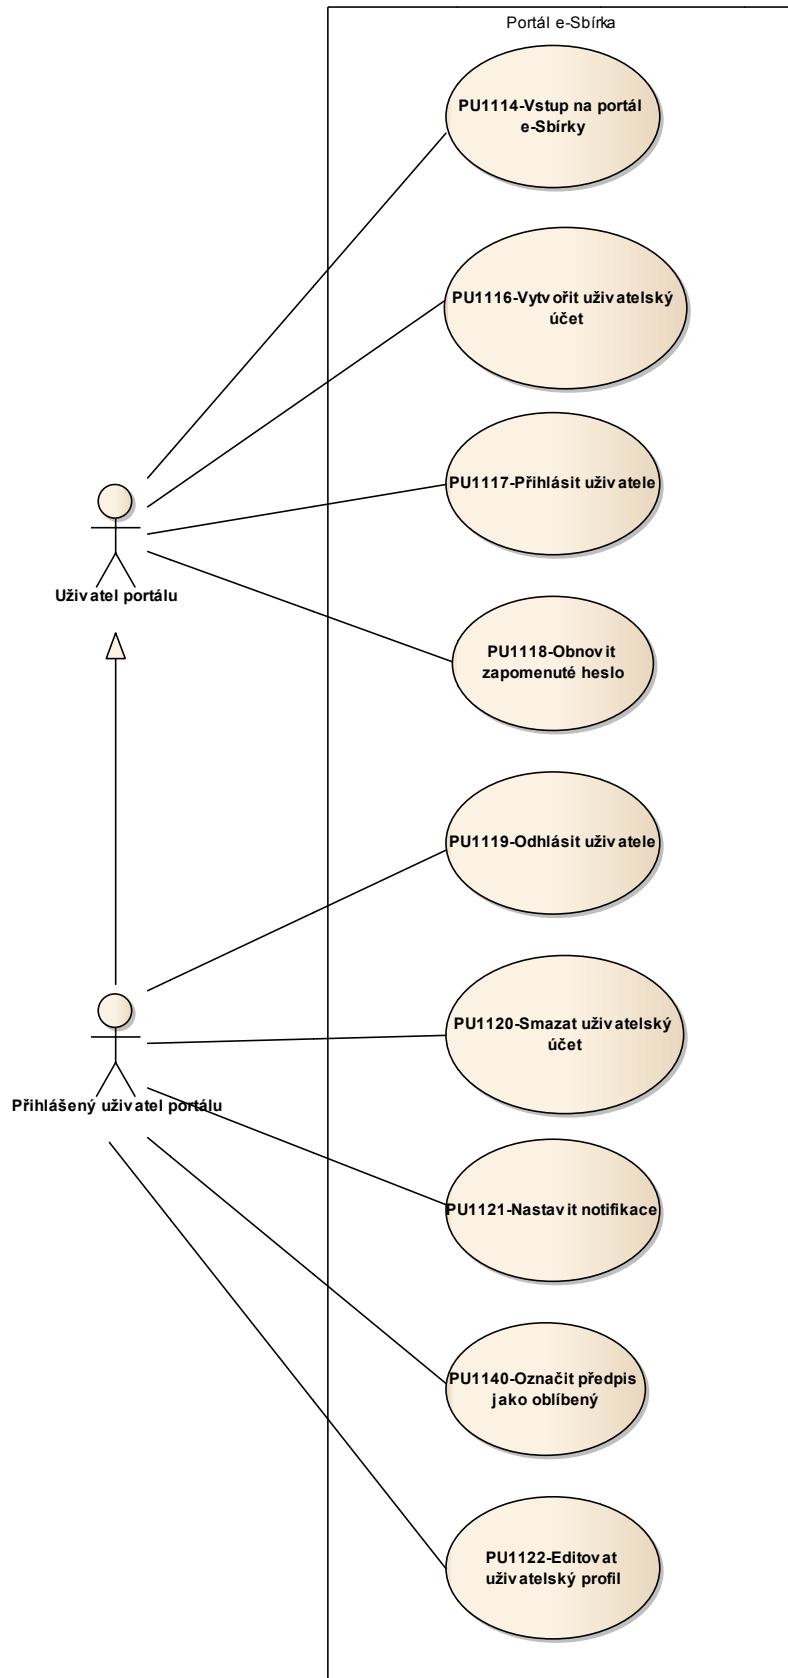 Portál e-Sbírka
PU1114-Vstup na portál
e-Sbírky
PU1116-Vytvořit uživatelský
účet
PU1117-Přihlásit uživatele
Uživatel portálu
PU1118-Obnovit
zapomenuté heslo
PU1119-Odhlásit uživatele
PU1120-Smazat uživatelský
účet
Přihlášený uživatel portálu
PU1121-Nastavit notifikace
PU1140-Označit předpis
jako oblíbený
PU1122-Editovat
uživatelský profil